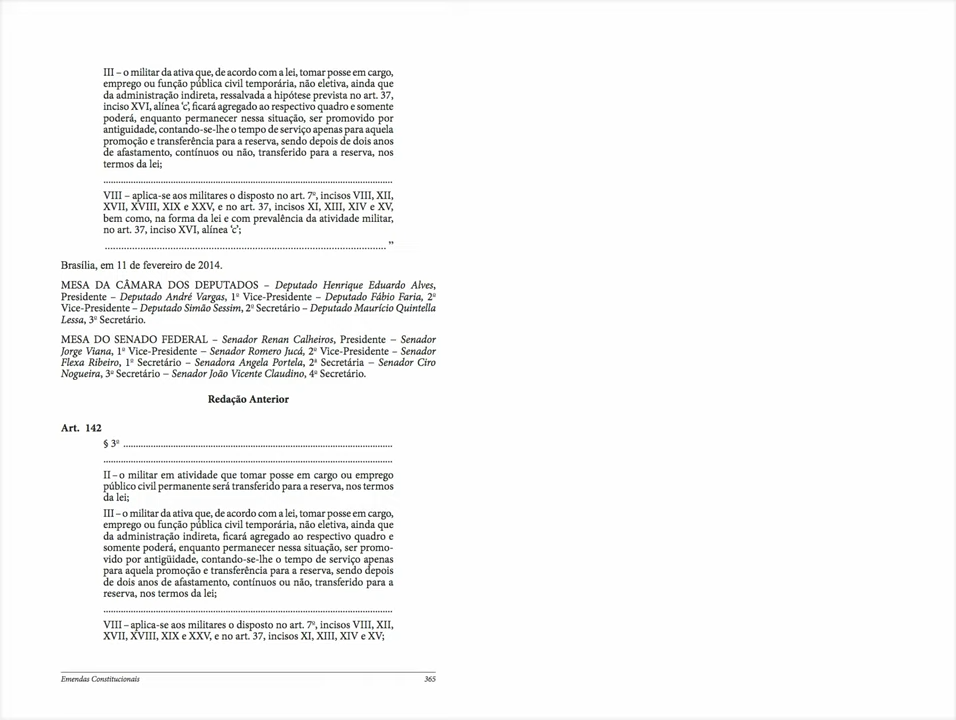 III – o militar da ativa que, de acordo com a lei, tomar posse em cargo,
emprego ou função pública civil temporária, não eletiva, ainda que
da administração indireta, ressalvada a hipótese prevista no art. 37,
inciso XVI, alínea ‘c’, ficará agregado ao respectivo quadro e somente
poderá, enquanto permanecer nessa situação, ser promovido por
antiguidade, contando-se-lhe o tempo de serviço apenas para aquela
promoção e transferência para a reserva, sendo depois de dois anos
de afastamento, contínuos ou não, transferido para a reserva, nos
termos da lei;
................................................................................................................
VIII – aplica-se aos militares o disposto no art. 7º, incisos VIII, XII,
XVII, XVIII, XIX e XXV, e no art. 37, incisos XI, XIII, XIV e XV,
bem como, na forma da lei e com prevalência da atividade militar,
no art. 37, inciso XVI, alínea ‘c’;
............................................................................................................. ”
Brasília, em 11 de fevereiro de 2014.
MESA DA CÂMARA DOS DEPUTADOS – Deputado Henrique Eduardo Alves,
Presidente – Deputado André Vargas, 1º Vice-Presidente – Deputado Fábio Faria, 2º
Vice-Presidente – Deputado Simão Sessim, 2º Secretário – Deputado Maurício Quintella
Lessa, 3º Secretário.
MESA DO SENADO FEDERAL – Senador Renan Calheiros, Presidente – Senador
Jorge Viana, 1º Vice-Presidente – Senador Romero Jucá, 2º Vice-Presidente – Senador
Flexa Ribeiro, 1º Secretário – Senadora Angela Portela, 2ª Secretária – Senador Ciro
Nogueira, 3º Secretário – Senador João Vicente Claudino, 4º Secretário.
Redação Anterior
Art. 142
§ 3º ........................................................................................................
................................................................................................................
II – o militar em atividade que tomar posse em cargo ou emprego
público civil permanente será transferido para a reserva, nos termos
da lei;
III – o militar da ativa que, de acordo com a lei, tomar posse em cargo,
emprego ou função pública civil temporária, não eletiva, ainda que
da administração indireta, ficará agregado ao respectivo quadro e
somente poderá, enquanto permanecer nessa situação, ser promo-
vido por antigüidade, contando-se-lhe o tempo de serviço apenas
para aquela promoção e transferência para a reserva, sendo depois
de dois anos de afastamento, contínuos ou não, transferido para a
reserva, nos termos da lei;
................................................................................................................
VIII – aplica-se aos militares o disposto no art. 7º, incisos VIII, XII,
XVII, XVIII, XIX e XXV, e no art. 37, incisos XI, XIII, XIV e XV;
Emendas Constitucionais 365